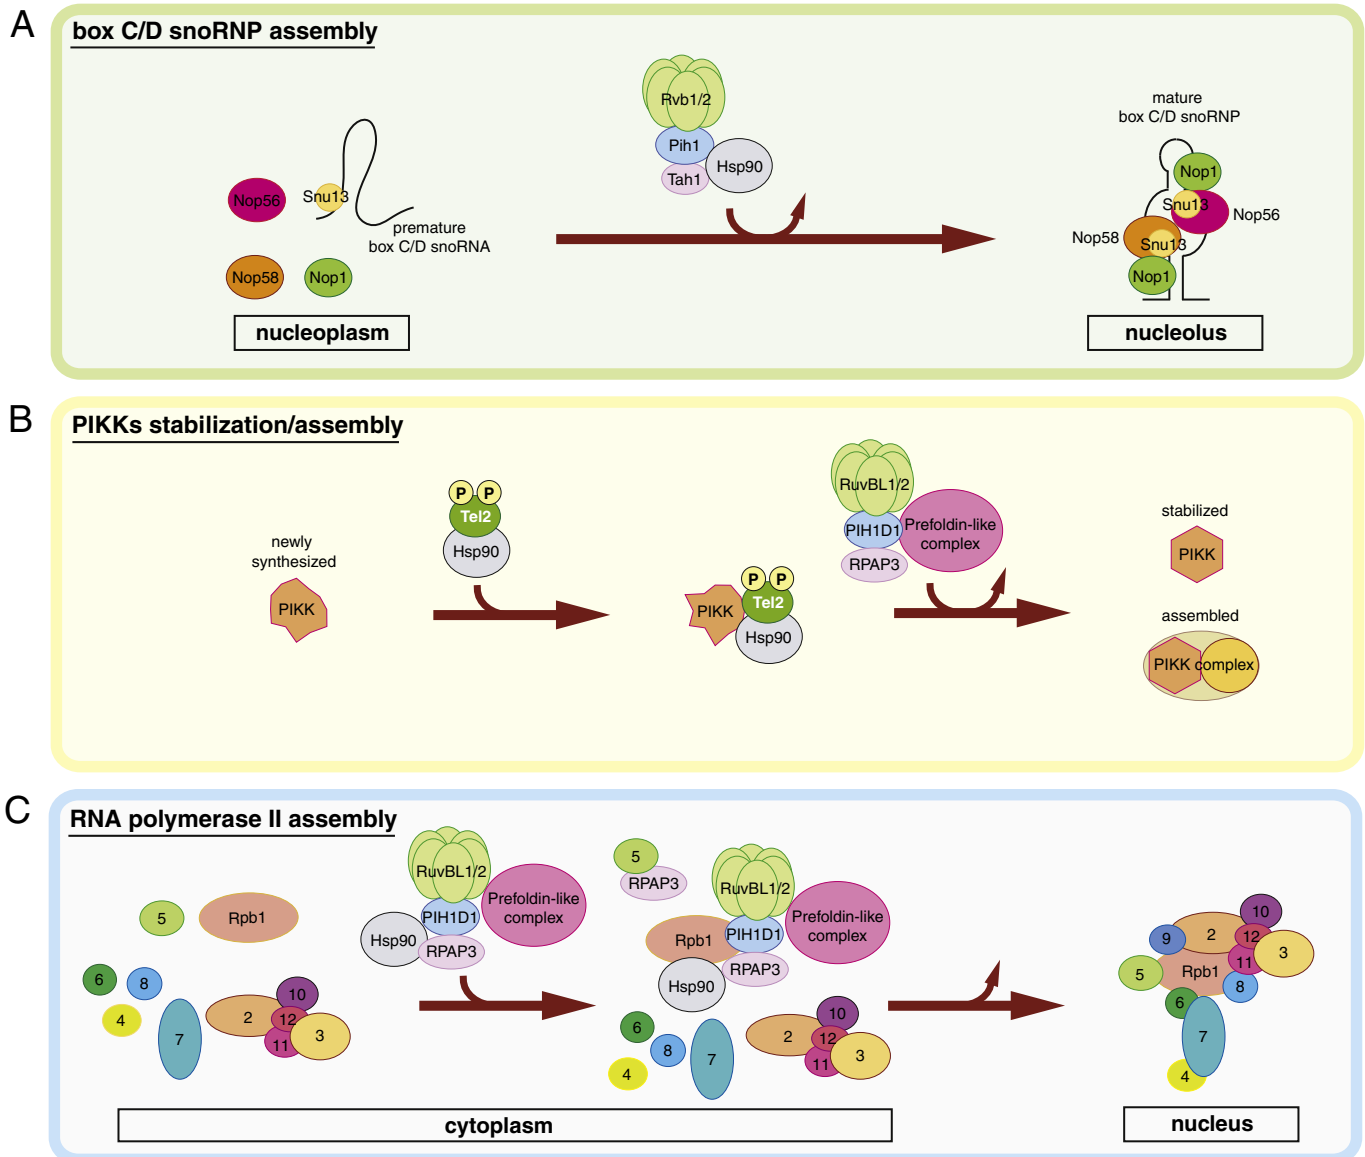 A
box C/D snoRNP assembly
Rvb1/2
Pih1
Hsp90
Tah1
Nop56
Snu13
premature
box C/D snoRNA
Nop58
Nop1
nucleoplasm
mature
box C/D snoRNP
Nop1
Snu13
Nop56
Nop58
Snu13
Nop1
nucleolus
B
PIKKs stabilization/assembly
newly
synthesized
PIKK
P P
Tel2
Hsp90
PIKK
P P
Tel2
Hsp90
RuvBL1/2
PIH1D1
Prefoldin-like
complex
RPAP3
stabilized
PIKK
assembled
PIKK complex
C
RNA polymerase II assembly
5
Rpb1
6
8
4
7
2
10
12
11
3
RuvBL1/2
Prefoldin-like
complex
PIH1D1
Hsp90
RPAP3
5
RPAP3
RuvBL1/2
Prefoldin-like
complex
Rpb1
PIH1D1
RPAP3
Hsp90
6
8
4
7
2
10
12
11
3
cytoplasm
10
9
2
12
3
11
5
Rpb1
8
6
7
4
nucleus